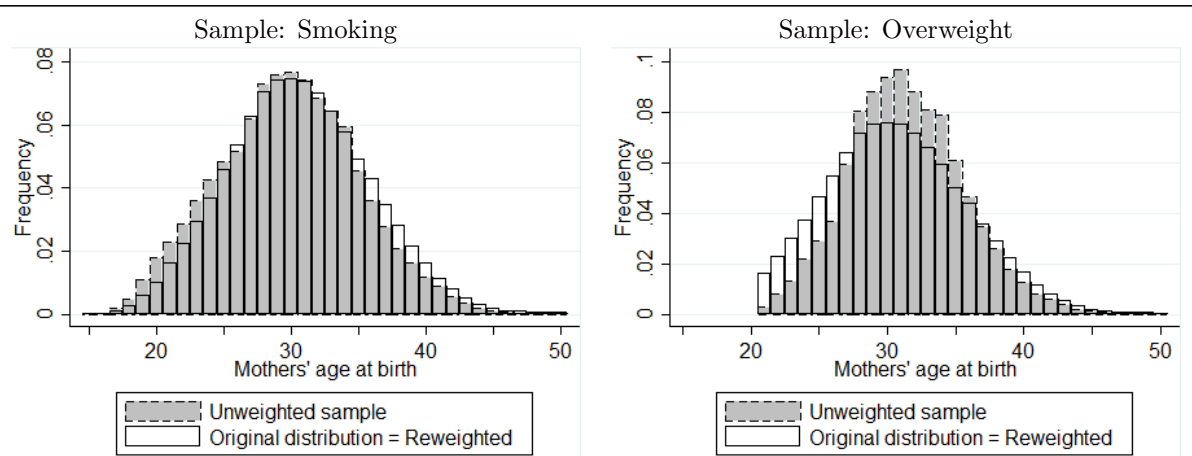 Sample: Smoking
.08
.06
.04
.02
0
Frequency
20 30 40 50
Mothers' age at birth
Unweighted sample
Original distribution = Reweighted
Sample: Overweight
.1
.08
.06
.04
.02
0
Frequency
20 30 40 50
Mothers' age at birth
Unweighted sample
Original distribution = Reweighted